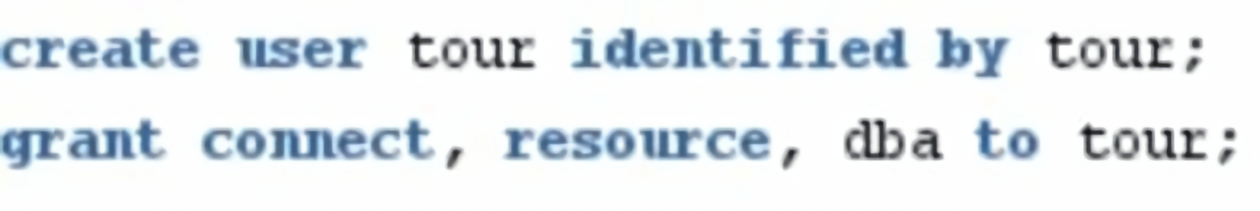 create user tour identified by tour;
grant connect, resource, dba to tour;